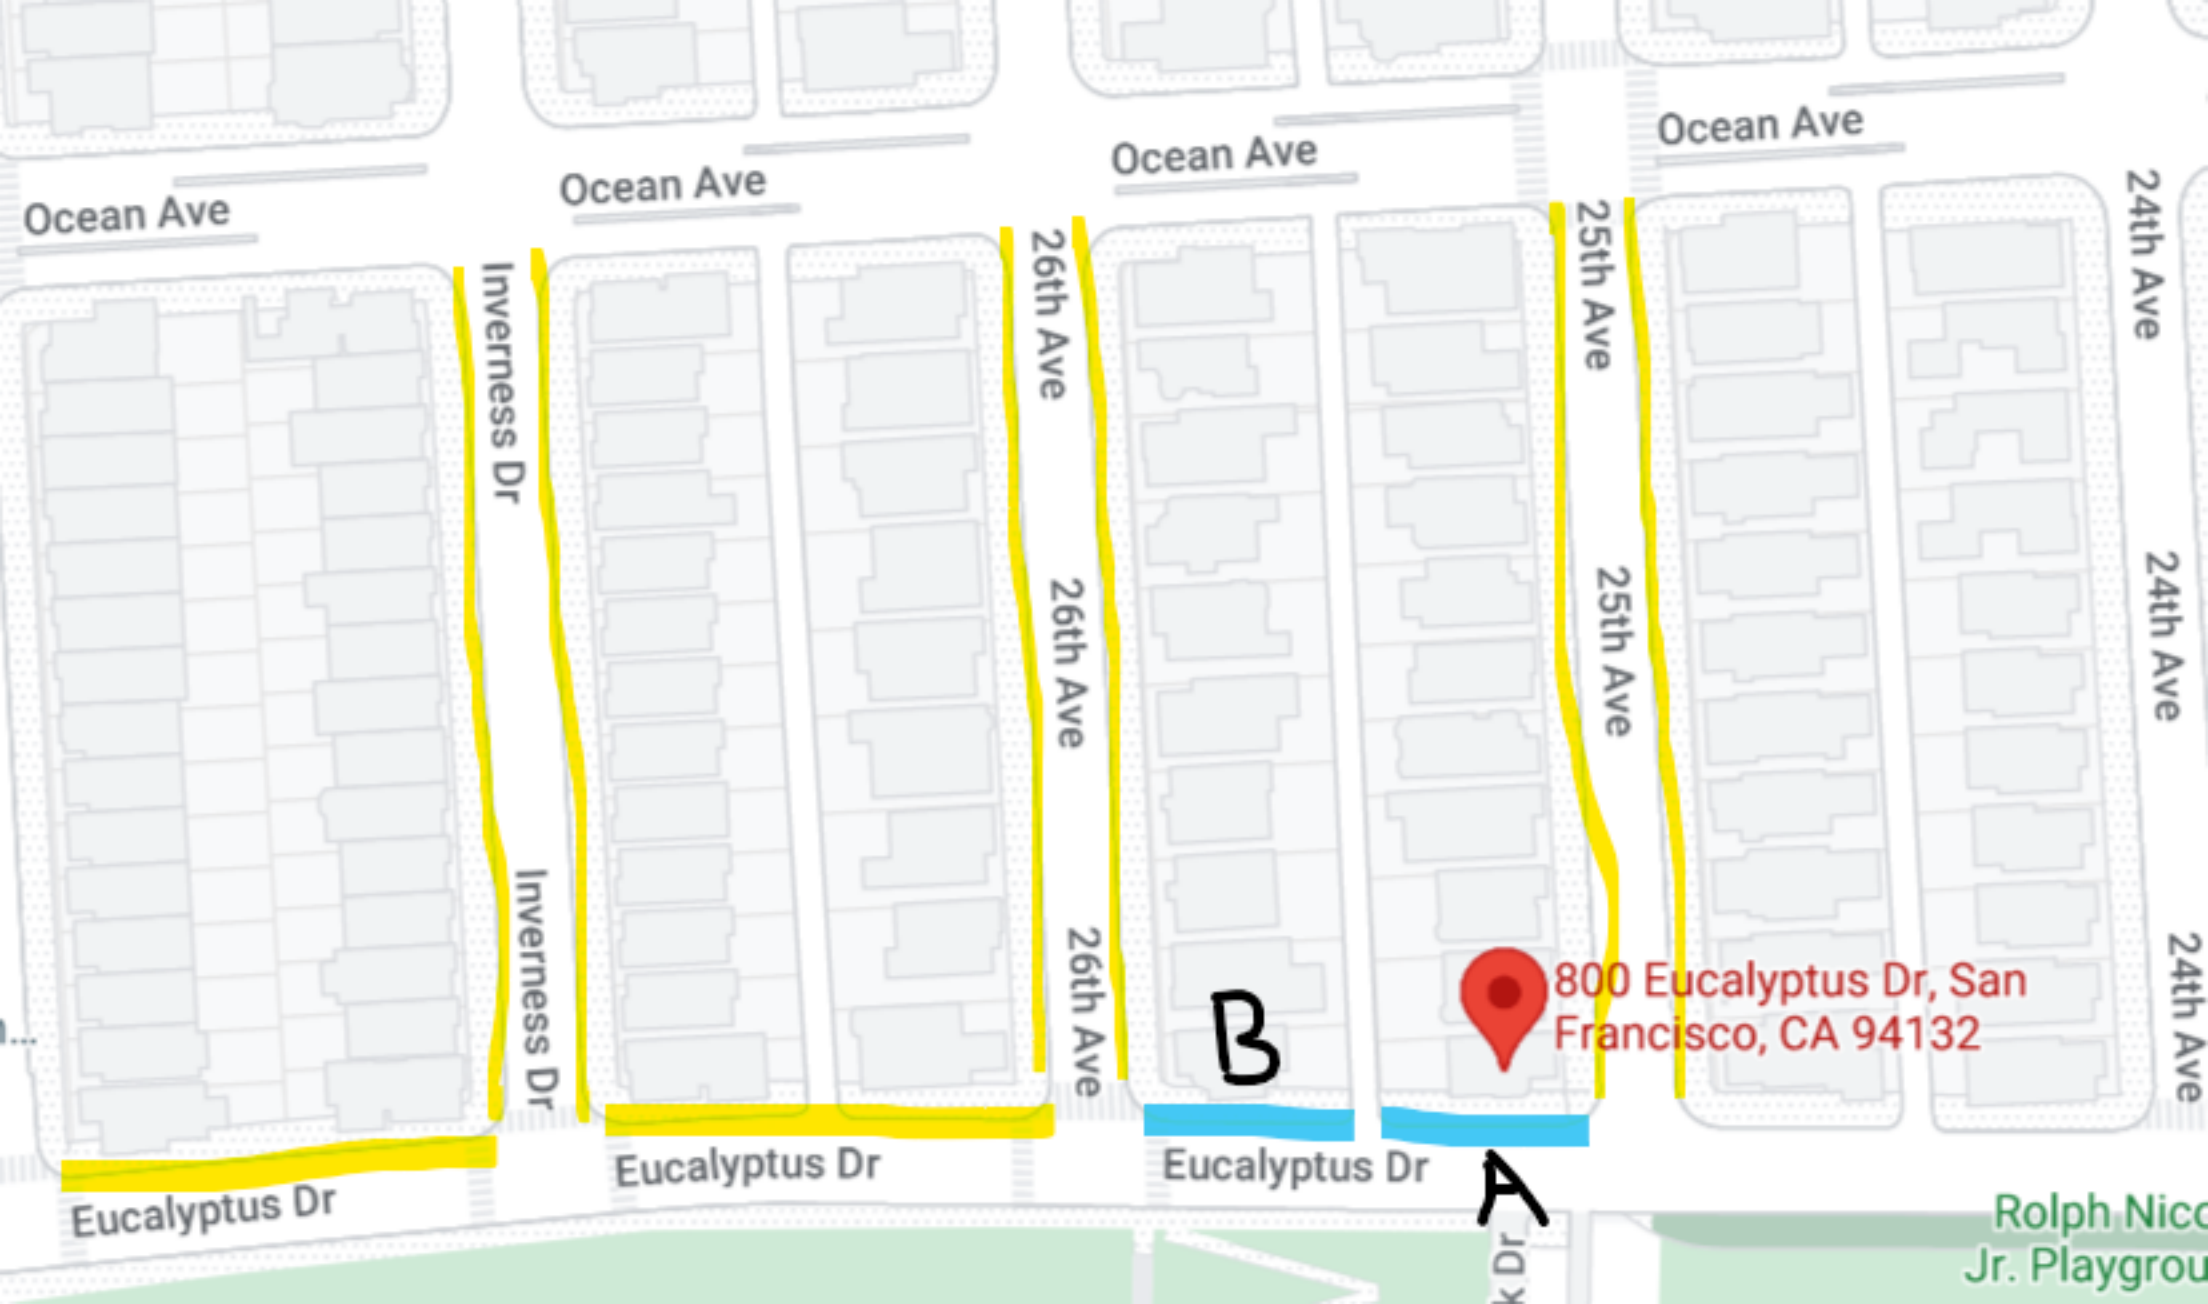 Ocean Ave
Ocean Ave
Ocean Ave
Ocean Ave
24th Ave
25th Ave
26th Ave
Inverness Dr
24th Ave
25th Ave
26th Ave
Inverness Dr
26th Ave
24th Ave
B
800 Eucalyptus Dr, San
Francisco, CA 94132
Eucalyptus Dr
Eucalyptus Dr
Eucalyptus Dr
A
Rolph Nico
Jr. Playgrou
k Dr